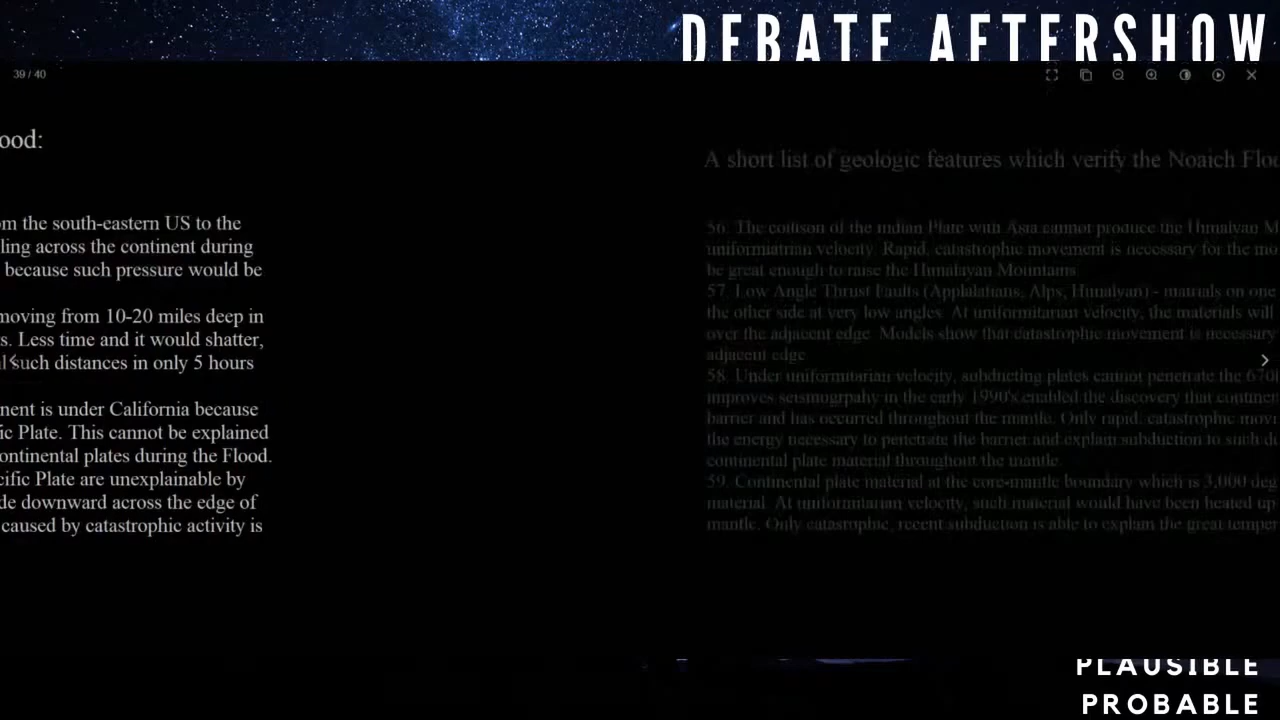 DEBATE AFTERSHOW
39 / 40
ood:
om the south-eastern US to the
ling across the continent during
because such pressure would be
moving from 10-20 miles deep in
s. Less time and it would shatter,
l such distances in only 5 hours
nent is under California because
ic Plate. This cannot be explained
ontinental plates during the Flood.
cific Plate are unexplainable by
de downward across the edge of
caused by catastrophic activity is
A short list of geologic features which verify the Noaich Floo
56. The collison of the Indian Plate with Asia cannot produce the Himalyan M
uniformiatrian velocity. Rapid, catastrophic movement is necessary for the mo
be great enough to raise the Himalayan Mountains.
57. Low Angle Thrust Faults (Applalatians, Alps, Himalyan) - matrials on one
the other side at very low angles. At uniformitarian velocity, the materials will
over the adjacent edge. Models show that catastrophic movement is necessary
adjacent edge.
58. Under uniformitarian velocity, subducting plates cannot penetrate the 670
improves seismogrpahy in the early 1990's enabled the discovery that continen
barrier and has occurred throughout the mantle. Only rapid, catastrophic movi
the energy necessary to penetrate the barrier and explain subduction to such d
continental plate material throughout the mantle.
59. Continental plate material at the core-mantle boundary which is 3,000 deg
material. At uniformitarian velocity, such material would have been heated up
mantle. Only catastrophic, recent subduction is able to explain the great temper
PLAUSIBLE
PROBABLE